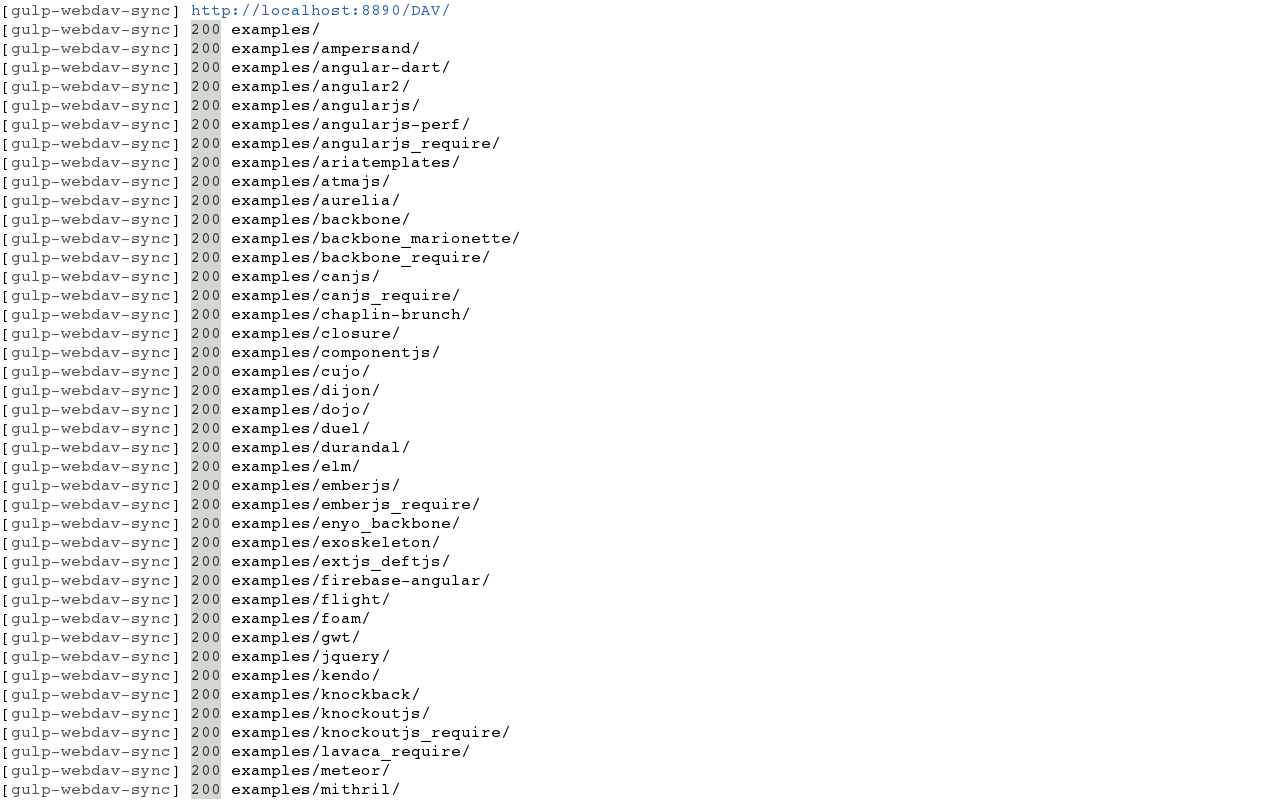 [gulp-webdav-sync] http://localhost:8890/DAV/
[gulp-webdav-sync] 200 examples/
[gulp-webdav-sync] 200 examples/ampersand/
[gulp-webdav-sync] 200 examples/angular-dart/
[gulp-webdav-sync] 200 examples/angular2/
[gulp-webdav-sync] 200 examples/angularjs/
[gulp-webdav-sync] 200 examples/angularjs-perf/
[gulp-webdav-sync] 200 examples/angularjs_require/
[gulp-webdav-sync] 200 examples/ariatemplates/
[gulp-webdav-sync] 200 examples/atmajs/
[gulp-webdav-sync] 200 examples/aurelia/
[gulp-webdav-sync] 200 examples/backbone/
[gulp-webdav-sync] 200 examples/backbone_marionette/
[gulp-webdav-sync] 200 examples/backbone_require/
[gulp-webdav-sync] 200 examples/canjs/
[gulp-webdav-sync] 200 examples/canjs_require/
[gulp-webdav-sync] 200 examples/chaplin-brunch/
[gulp-webdav-sync] 200 examples/closure/
[gulp-webdav-sync] 200 examples/componentjs/
[gulp-webdav-sync] 200 examples/cujo/
[gulp-webdav-sync] 200 examples/dijon/
[gulp-webdav-sync] 200 examples/dojo/
[gulp-webdav-sync] 200 examples/duel/
[gulp-webdav-sync] 200 examples/durandal/
[gulp-webdav-sync] 200 examples/elm/
[gulp-webdav-sync] 200 examples/emberjs/
[gulp-webdav-sync] 200 examples/emberjs_require/
[gulp-webdav-sync] 200 examples/enyo_backbone/
[gulp-webdav-sync] 200 examples/exoskeleton/
[gulp-webdav-sync] 200 examples/extjs_deftjs/
[gulp-webdav-sync] 200 examples/firebase-angular/
[gulp-webdav-sync] 200 examples/flight/
[gulp-webdav-sync] 200 examples/foam/
[gulp-webdav-sync] 200 examples/gwt/
[gulp-webdav-sync] 200 examples/jquery/
[gulp-webdav-sync] 200 examples/kendo/
[gulp-webdav-sync] 200 examples/knockback/
[gulp-webdav-sync] 200 examples/knockoutjs/
[gulp-webdav-sync] 200 examples/knockoutjs_require/
[gulp-webdav-sync] 200 examples/lavaca_require/
[gulp-webdav-sync] 200 examples/meteor/
[gulp-webdav-sync] 200 examples/mithril/